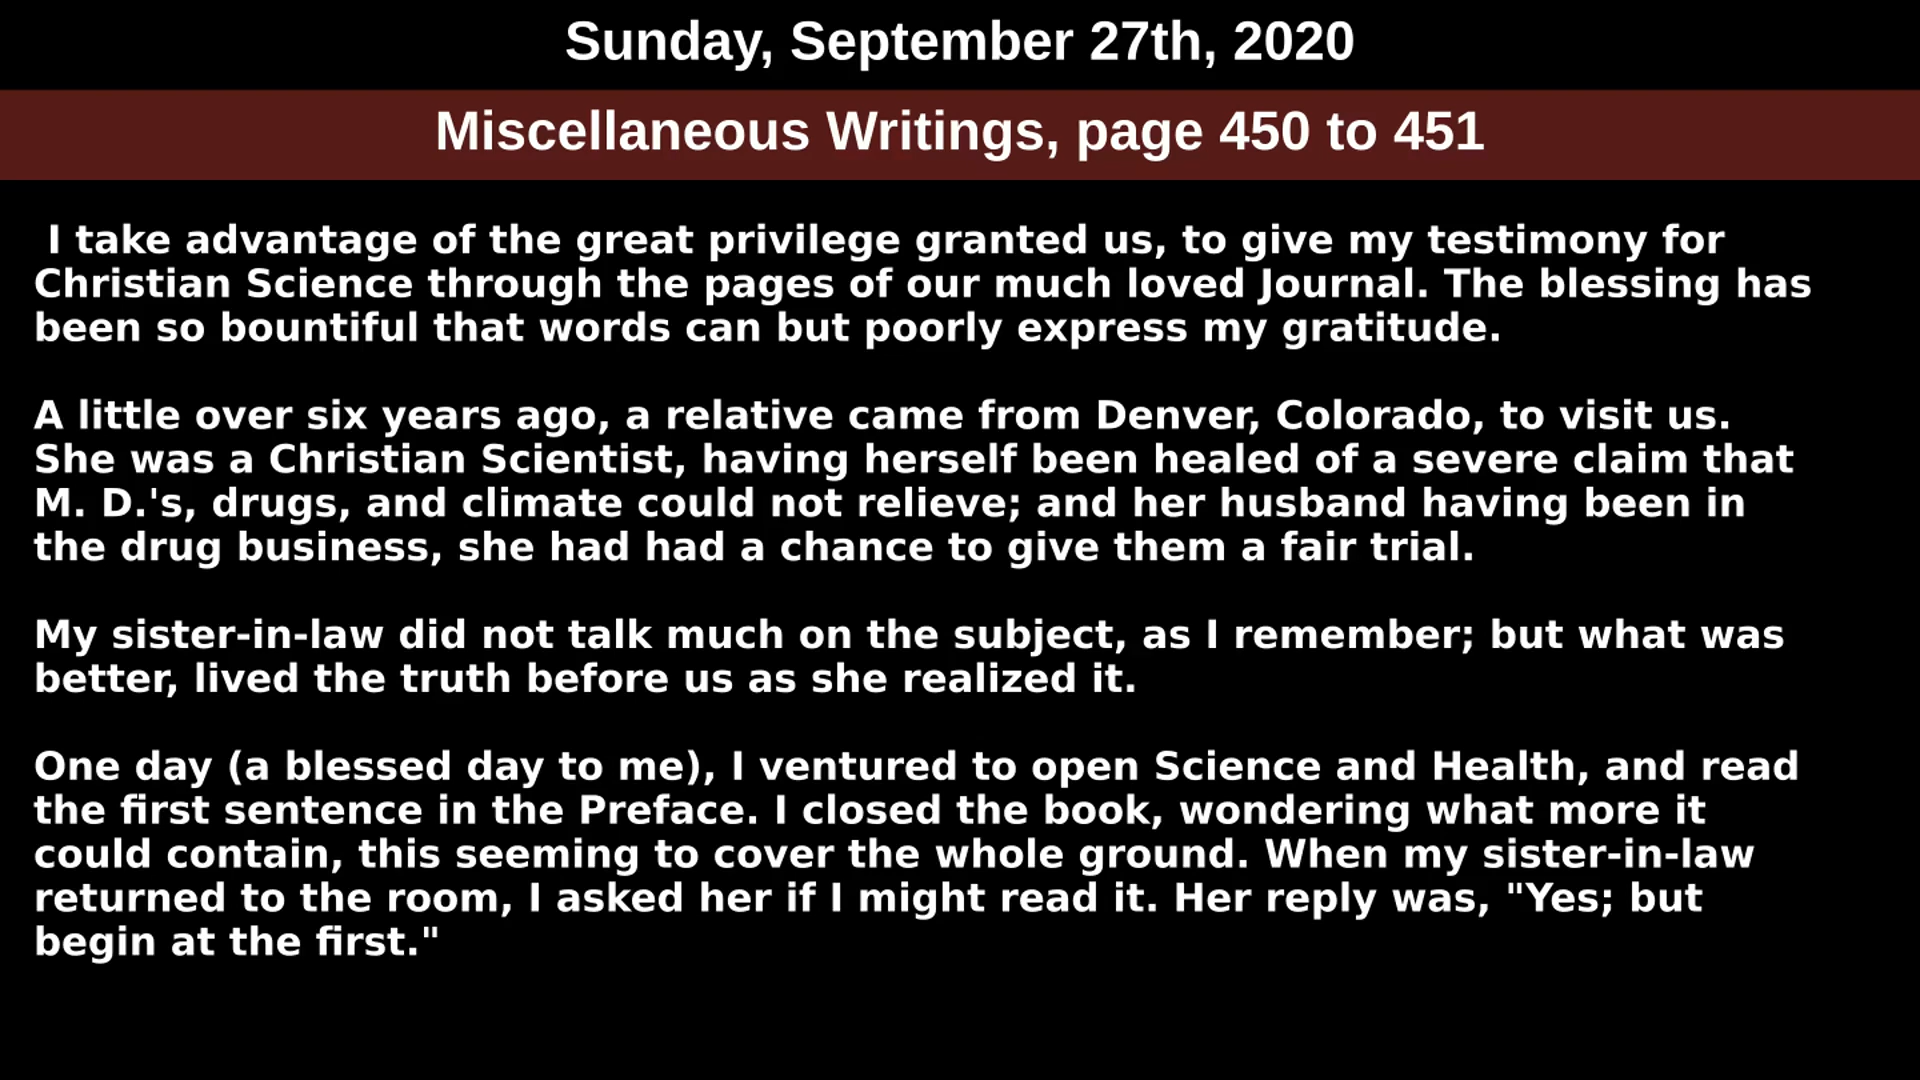 Sunday, September 27th, 2020
Miscellaneous Writings, page 450 to 451
I take advantage of the great privilege granted us, to give my testimony for
Christian Science through the pages of our much loved Journal. The blessing has
been so bountiful that words can but poorly express my gratitude.
A little over six years ago, a relative came from Denver, Colorado, to visit us.
She was a Christian Scientist, having herself been healed of a severe claim that
M. D.'s, drugs, and climate could not relieve; and her husband having been in
the drug business, she had had a chance to give them a fair trial.
My sister-in-law did not talk much on the subject, as I remember; but what was
better, lived the truth before us as she realized it.
One day (a blessed day to me), I ventured to open Science and Health, and read
the first sentence in the Preface. I closed the book, wondering what more it
could contain, this seeming to cover the whole ground. When my sister-in-law
returned to the room, I asked her if I might read it. Her reply was, "Yes; but
begin at the first."